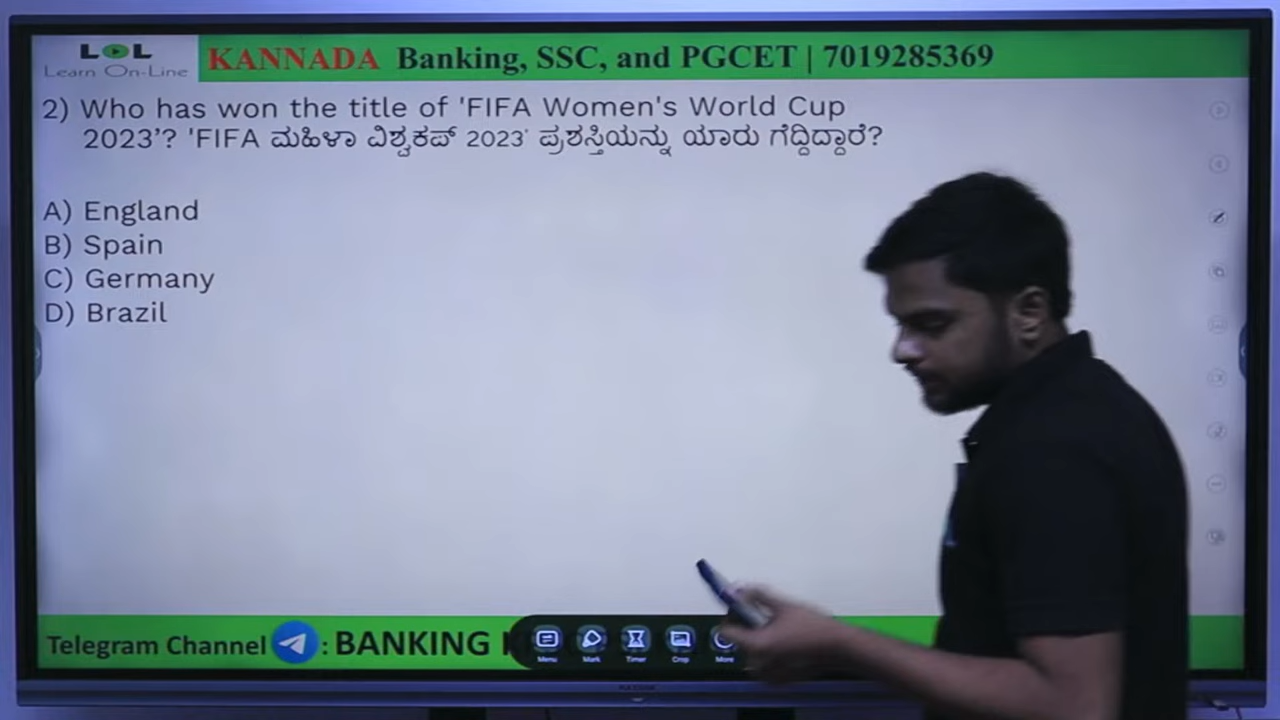 LOL
Learn On-Line
KANNADA Banking, SSC, and PGCET | 7019285369
2) Who has won the title of 'FIFA Women's World Cup
2023'? 'FIFA ಮಹಿಳಾ ವಿಶ್ವಕಪ್ 2023' ಪ್ರಶಸ್ತಿಯನ್ನು ಯಾರು ಗೆದ್ದಿದ್ದಾರೆ?
A) England
B) Spain
C) Germany
D) Brazil
Telegram Channel : BANKING
Menu Mark Timer Crop More